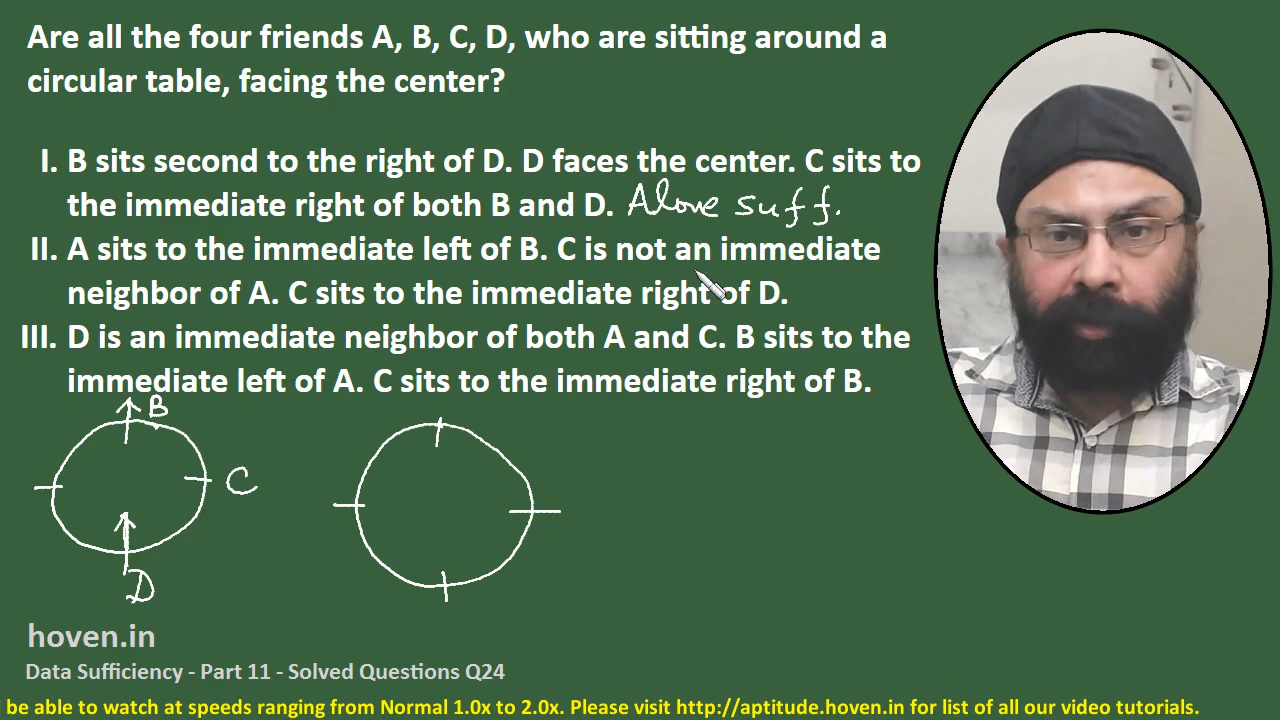 Are all the four friends A, B, C, D, who are sitting around a
circular table, facing the center?
I. B sits second to the right of D. D faces the center. C sits to
the immediate right of both B and D. Alone suff.
II. A sits to the immediate left of B. C is not an immediate
neighbor of A. C sits to the immediate right of D.
III. D is an immediate neighbor of both A and C. B sits to the
immediate left of A. C sits to the immediate right of B.
B
C
D
hoven.in
Data Sufficiency - Part 11 - Solved Questions Q24
be able to watch at speeds ranging from Normal 1.0x to 2.0x. Please visit http://aptitude.hoven.in for list of all our video tutorials.